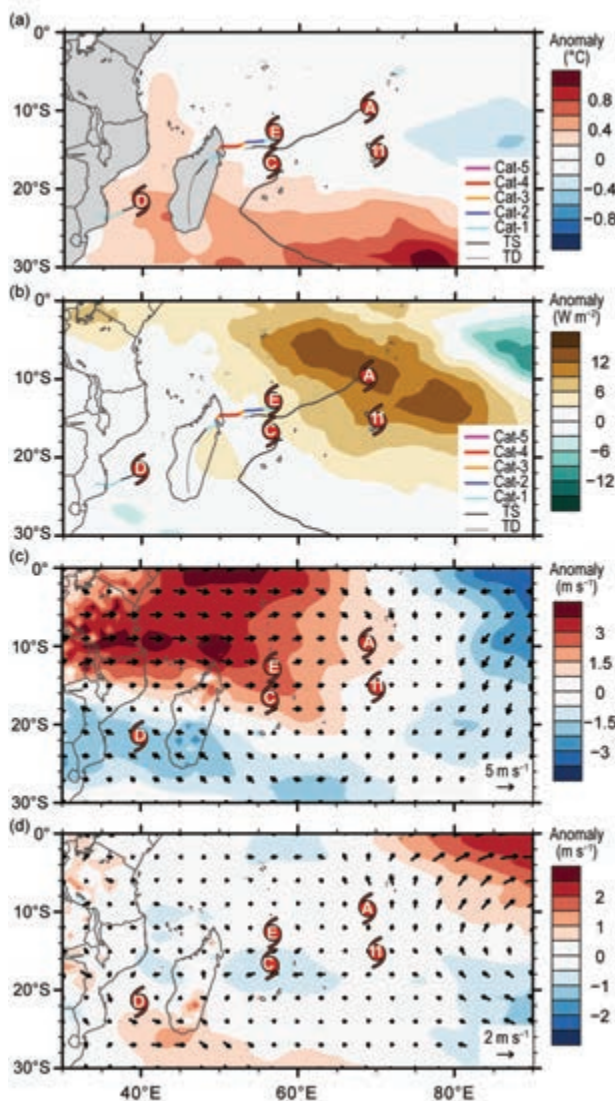 (a)
0°
10°S
20°S
30°S
A
E
C
11
D
Cat-5
Cat-4
Cat-3
Cat-2
Cat-1
TS
TD
Anomaly
(°C)
0.8
0.4
0
−0.4
−0.8
(b)
0°
10°S
20°S
30°S
A
E
C
11
D
Cat-5
Cat-4
Cat-3
Cat-2
Cat-1
TS
TD
Anomaly
(W m⁻²)
12
6
0
−6
−12
(c)
0°
10°S
20°S
30°S
A
E
C
11
D
5 m s⁻¹
Anomaly
(m s⁻¹)
3
1.5
0
−1.5
−3
(d)
0°
10°S
20°S
30°S
A
E
C
11
D
2 m s⁻¹
Anomaly
(m s⁻¹)
2
1
0
−1
−2
40°E 60°E 80°E